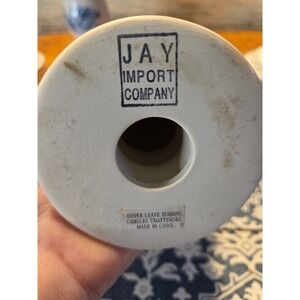 JAY
IMPORT
COMPANY
NEVER LEAVE BURNING
CANDLES UNATTENDED
MADE IN CHINA